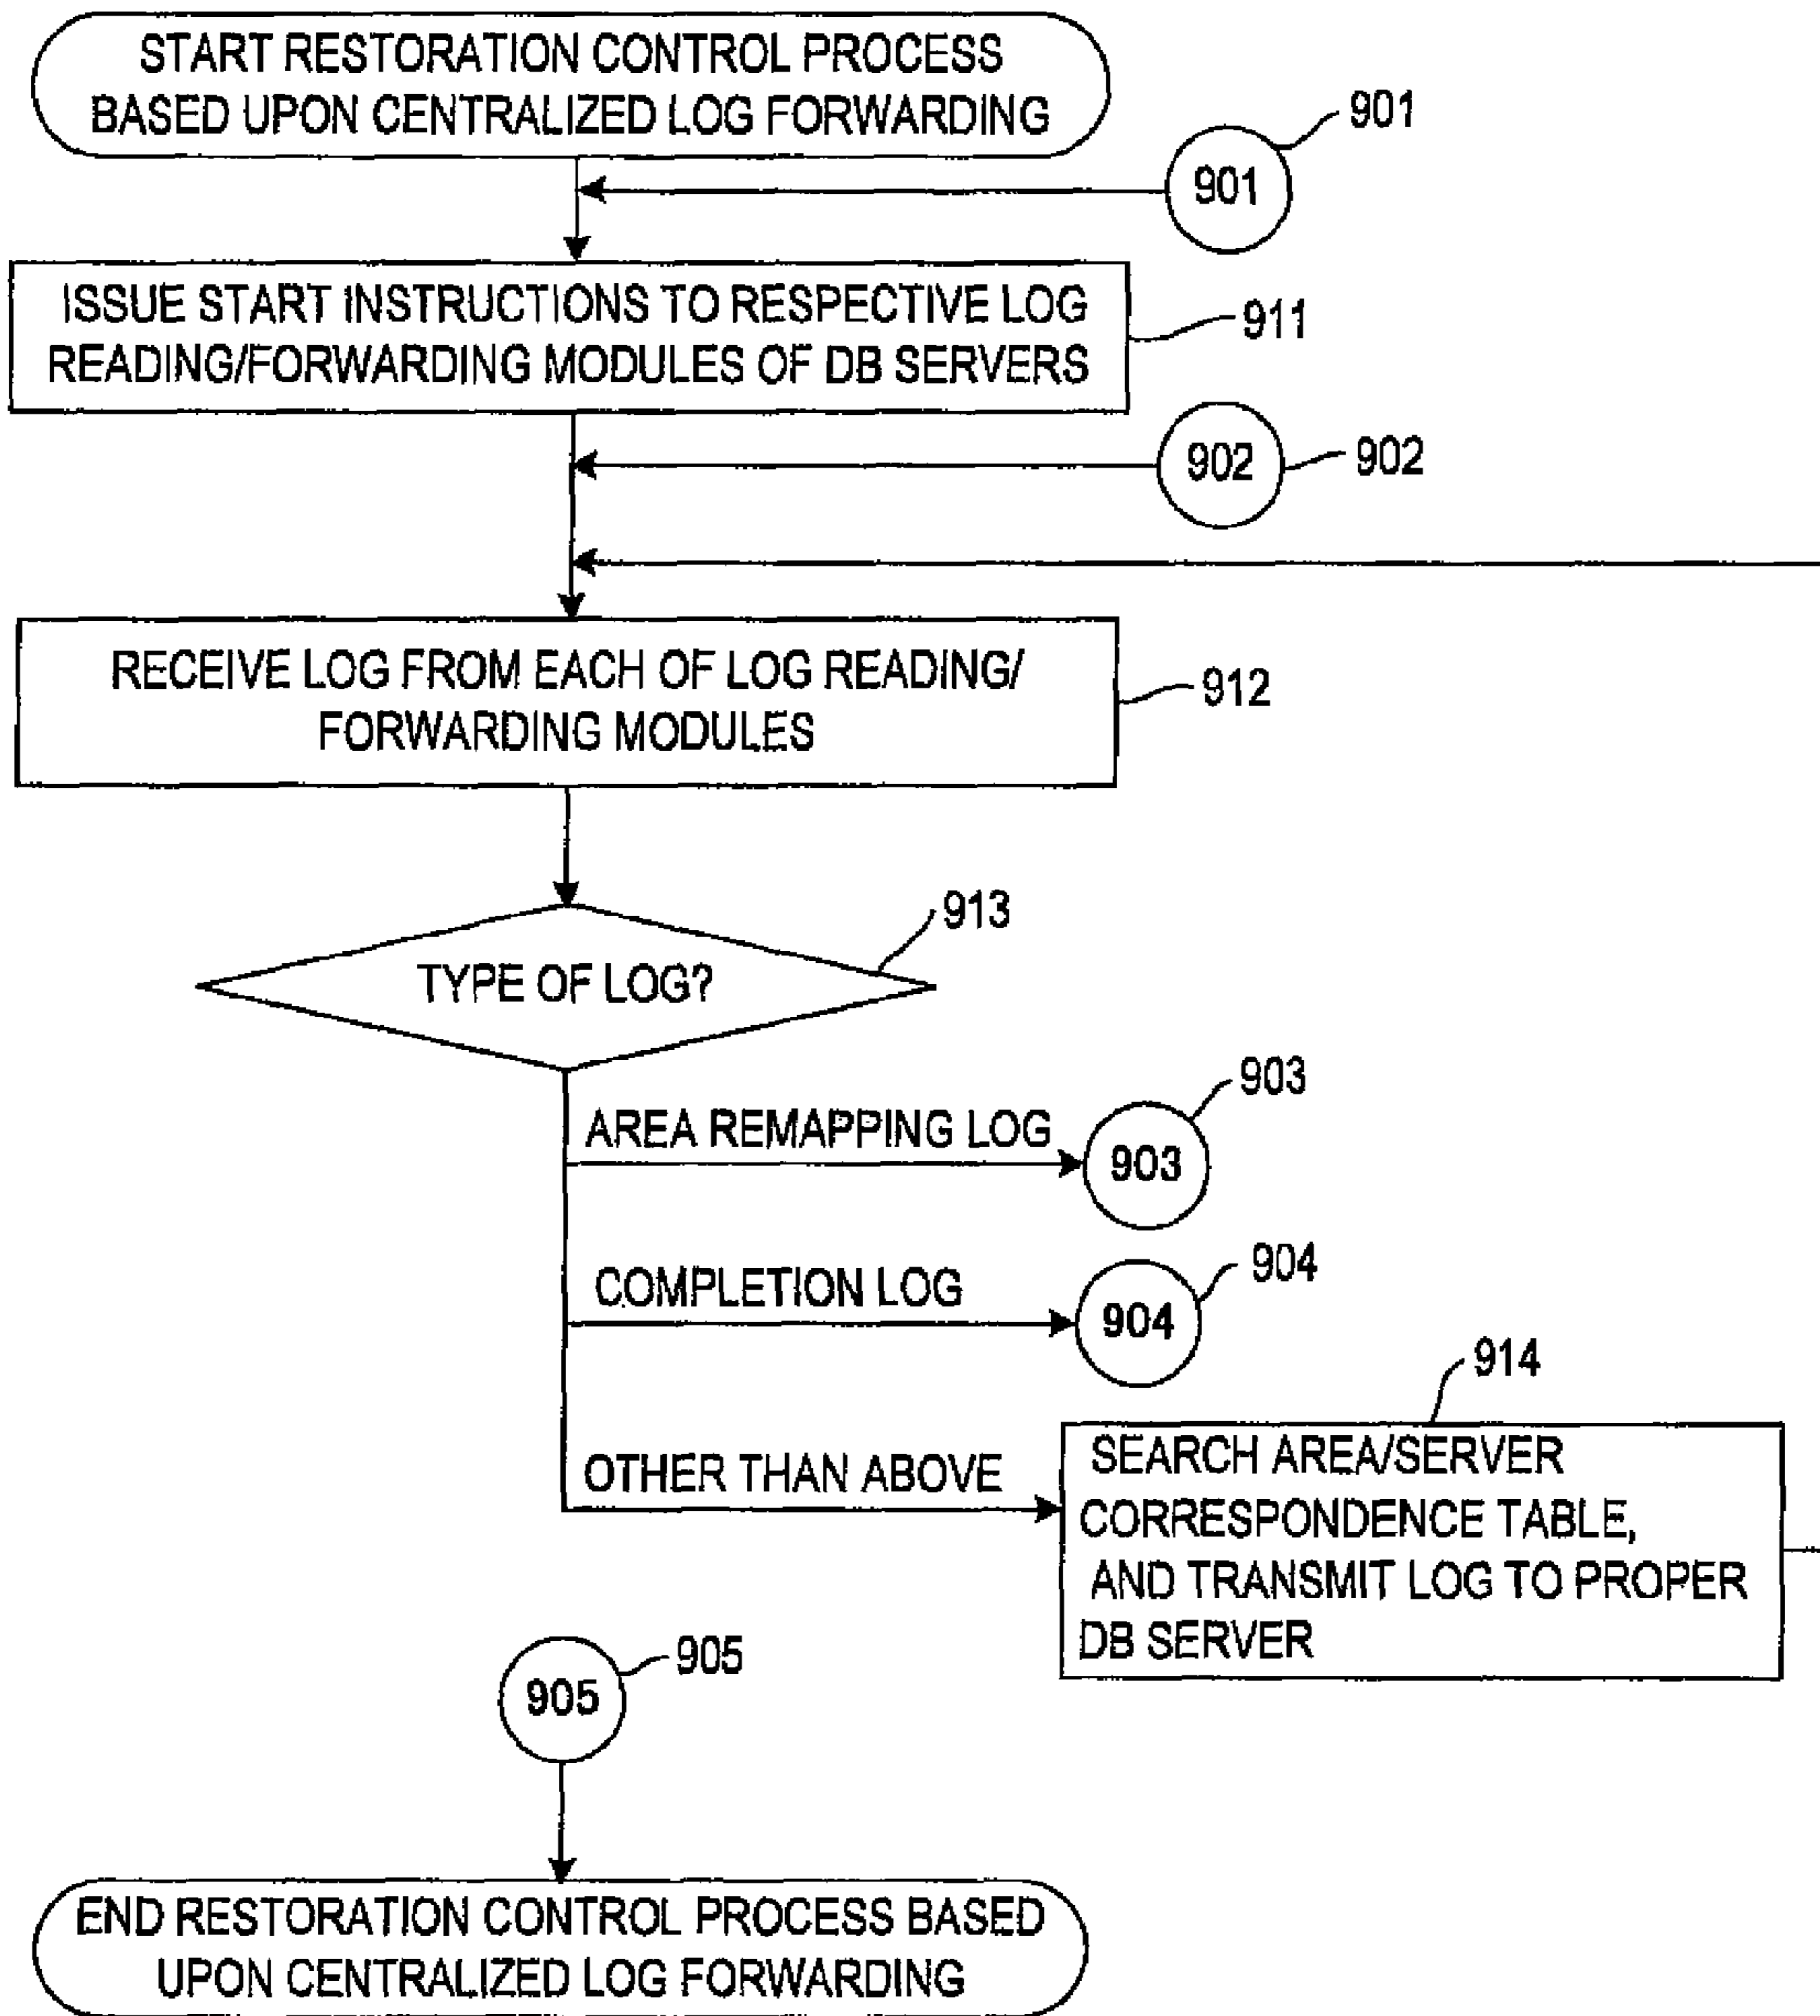 START RESTORATION CONTROL PROCESS
BASED UPON CENTRALIZED LOG FORWARDING
901
901
ISSUE START INSTRUCTIONS TO RESPECTIVE LOG
READING/FORWARDING MODULES OF DB SERVERS
911
902
902
RECEIVE LOG FROM EACH OF LOG READING/
FORWARDING MODULES
912
913
TYPE OF LOG?
903
AREA REMAPPING LOG
903
904
COMPLETION LOG
904
914
OTHER THAN ABOVE
SEARCH AREA/SERVER
CORRESPONDENCE TABLE,
AND TRANSMIT LOG TO PROPER
DB SERVER
905
905
END RESTORATION CONTROL PROCESS BASED
UPON CENTRALIZED LOG FORWARDING